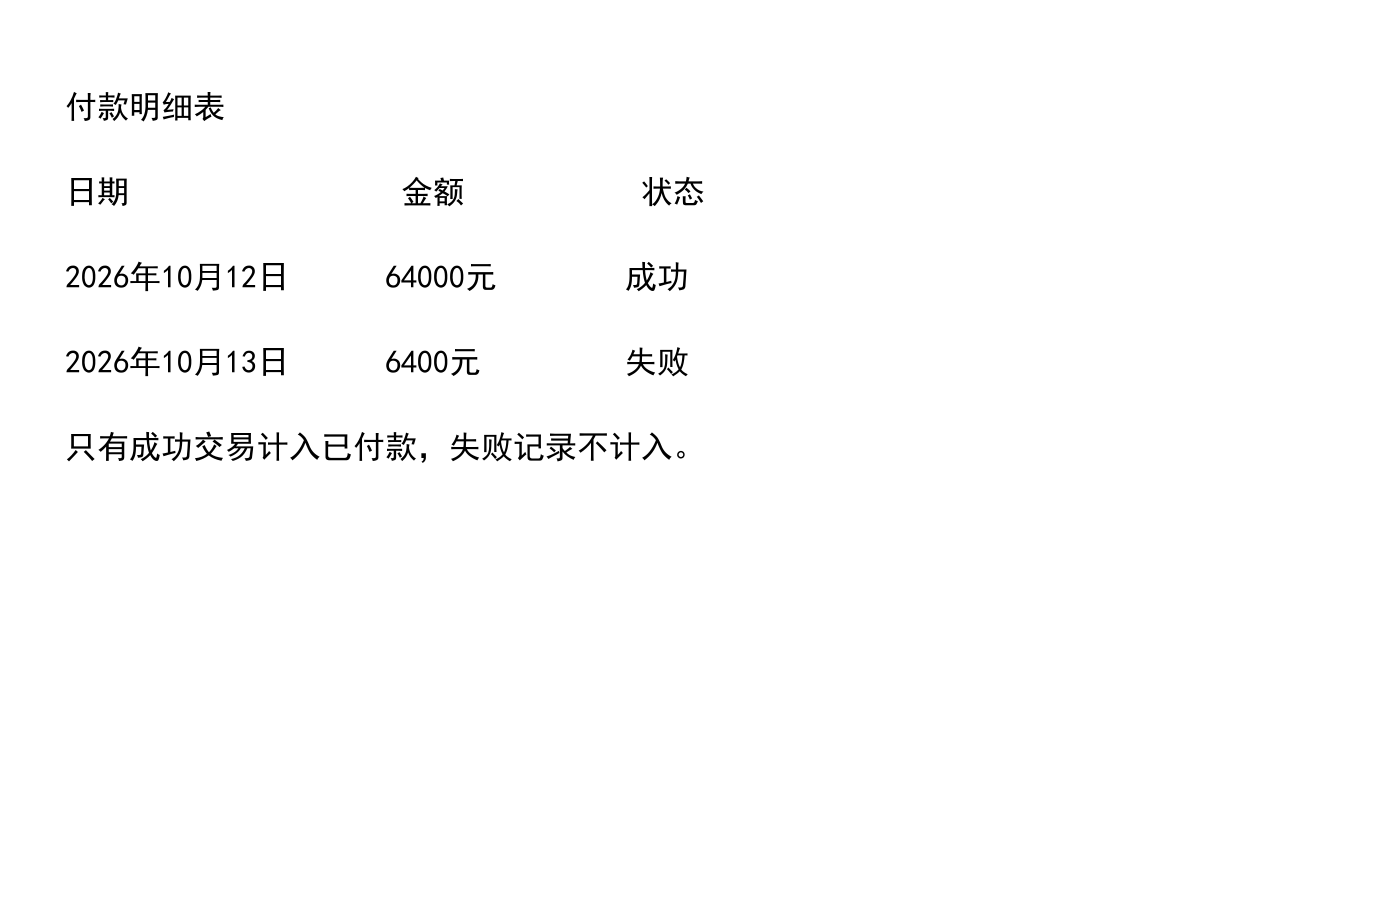 付款明细表
日期 金额 状态
2026年10月12日 64000元 成功
2026年10月13日 6400元 失败
只有成功交易计入已付款，失败记录不计入。